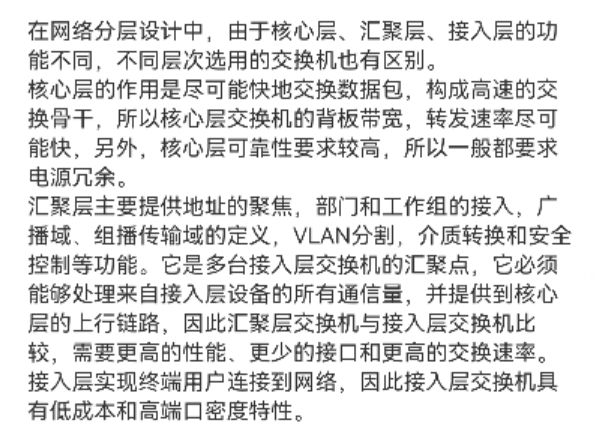 在网络分层设计中，由于核心层、汇聚层、接入层的功
能不同，不同层次选用的交换机也有区别。
核心层的作用是尽可能快地交换数据包，构成高速的交
换骨干，所以核心层交换机的背板带宽，转发速率尽可
能快，另外，核心层可靠性要求较高，所以一般都要求
电源冗余。
汇聚层主要提供地址的聚焦，部门和工作组的接入，广
播域、组播传输域的定义，VLAN分割，介质转换和安全
控制等功能。它是多台接入层交换机的汇聚点，它必须
能够处理来自接入层设备的所有通信量，并提供到核心
层的上行链路，因此汇聚层交换机与接入层交换机比
较，需要更高的性能、更少的接口和更高的交换速率。
接入层实现终端用户连接到网络，因此接入层交换机具
有低成本和高端口密度特性。